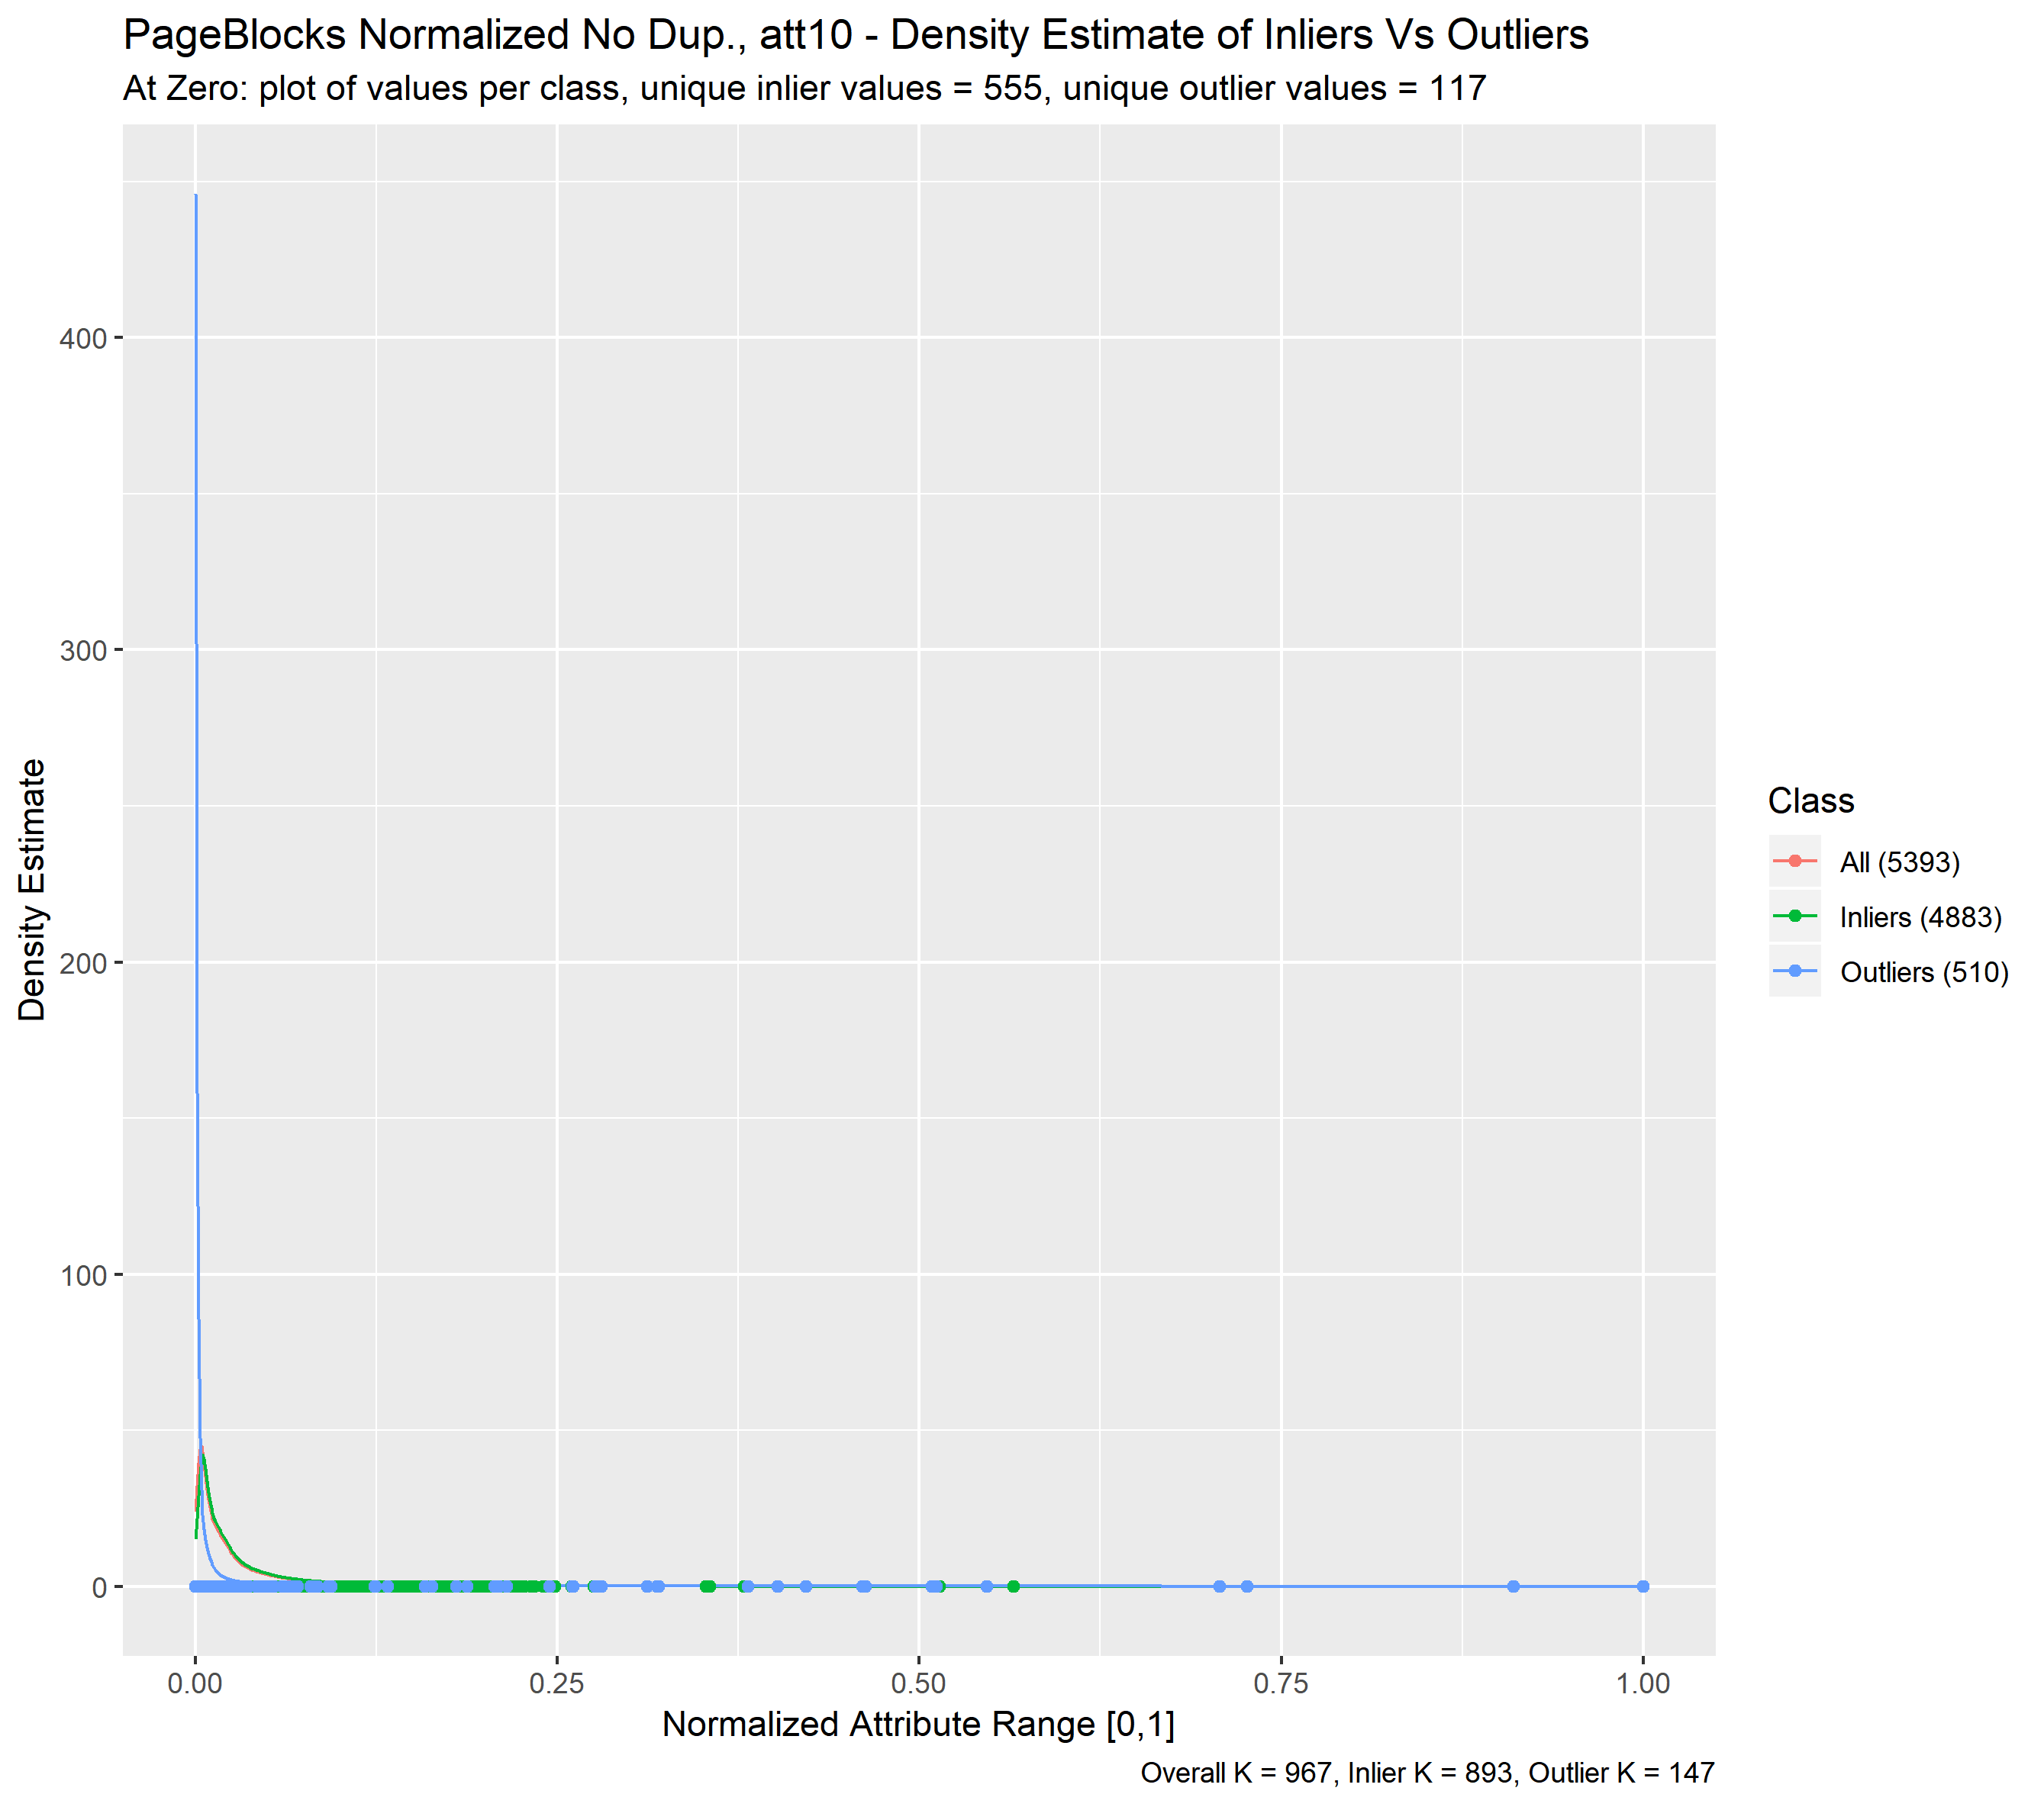 PageBlocks Normalized No Dup., att10 - Density Estimate of Inliers Vs Outliers
At Zero: plot of values per class, unique inlier values = 555, unique outlier values = 117
400
300
200
100
0
Density Estimate
0.00 0.25 0.50 0.75 1.00
Normalized Attribute Range [0,1]
Overall K = 967, Inlier K = 893, Outlier K = 147
Class
All (5393)
Inliers (4883)
Outliers (510)